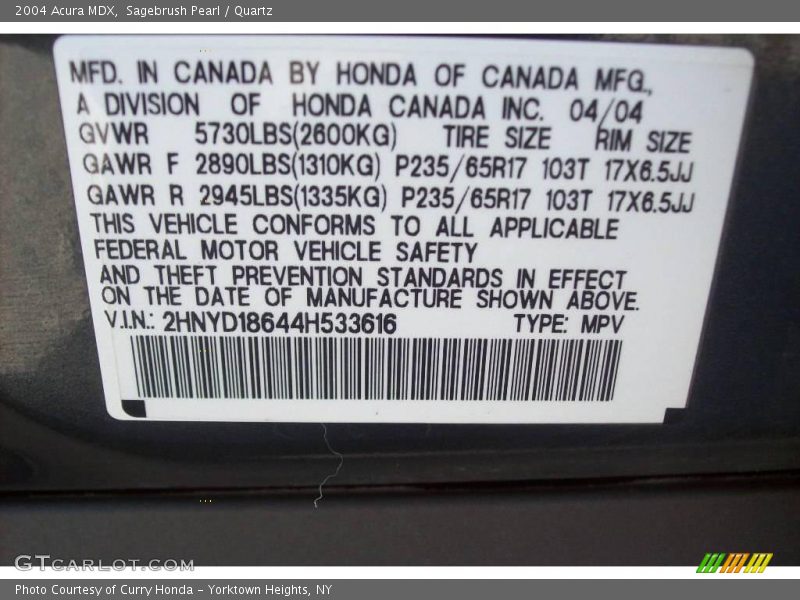 2004 Acura MDX, Sagebrush Pearl / Quartz
MFD. IN CANADA BY HONDA OF CANADA MFG.,
A DIVISION OF HONDA CANADA INC. 04/04
GVWR 5730LBS(2600KG) TIRE SIZE RIM SIZE
GAWR F 2890LBS(1310KG) P235/65R17 103T 17X6.5JJ
GAWR R 2945LBS(1335KG) P235/65R17 103T 17X6.5JJ
THIS VEHICLE CONFORMS TO ALL APPLICABLE
FEDERAL MOTOR VEHICLE SAFETY
AND THEFT PREVENTION STANDARDS IN EFFECT
ON THE DATE OF MANUFACTURE SHOWN ABOVE.
V.I.N.: 2HNYD18644H533616 TYPE: MPV
GTCARLOT.COM
Photo Courtesy of Curry Honda - Yorktown Heights, NY